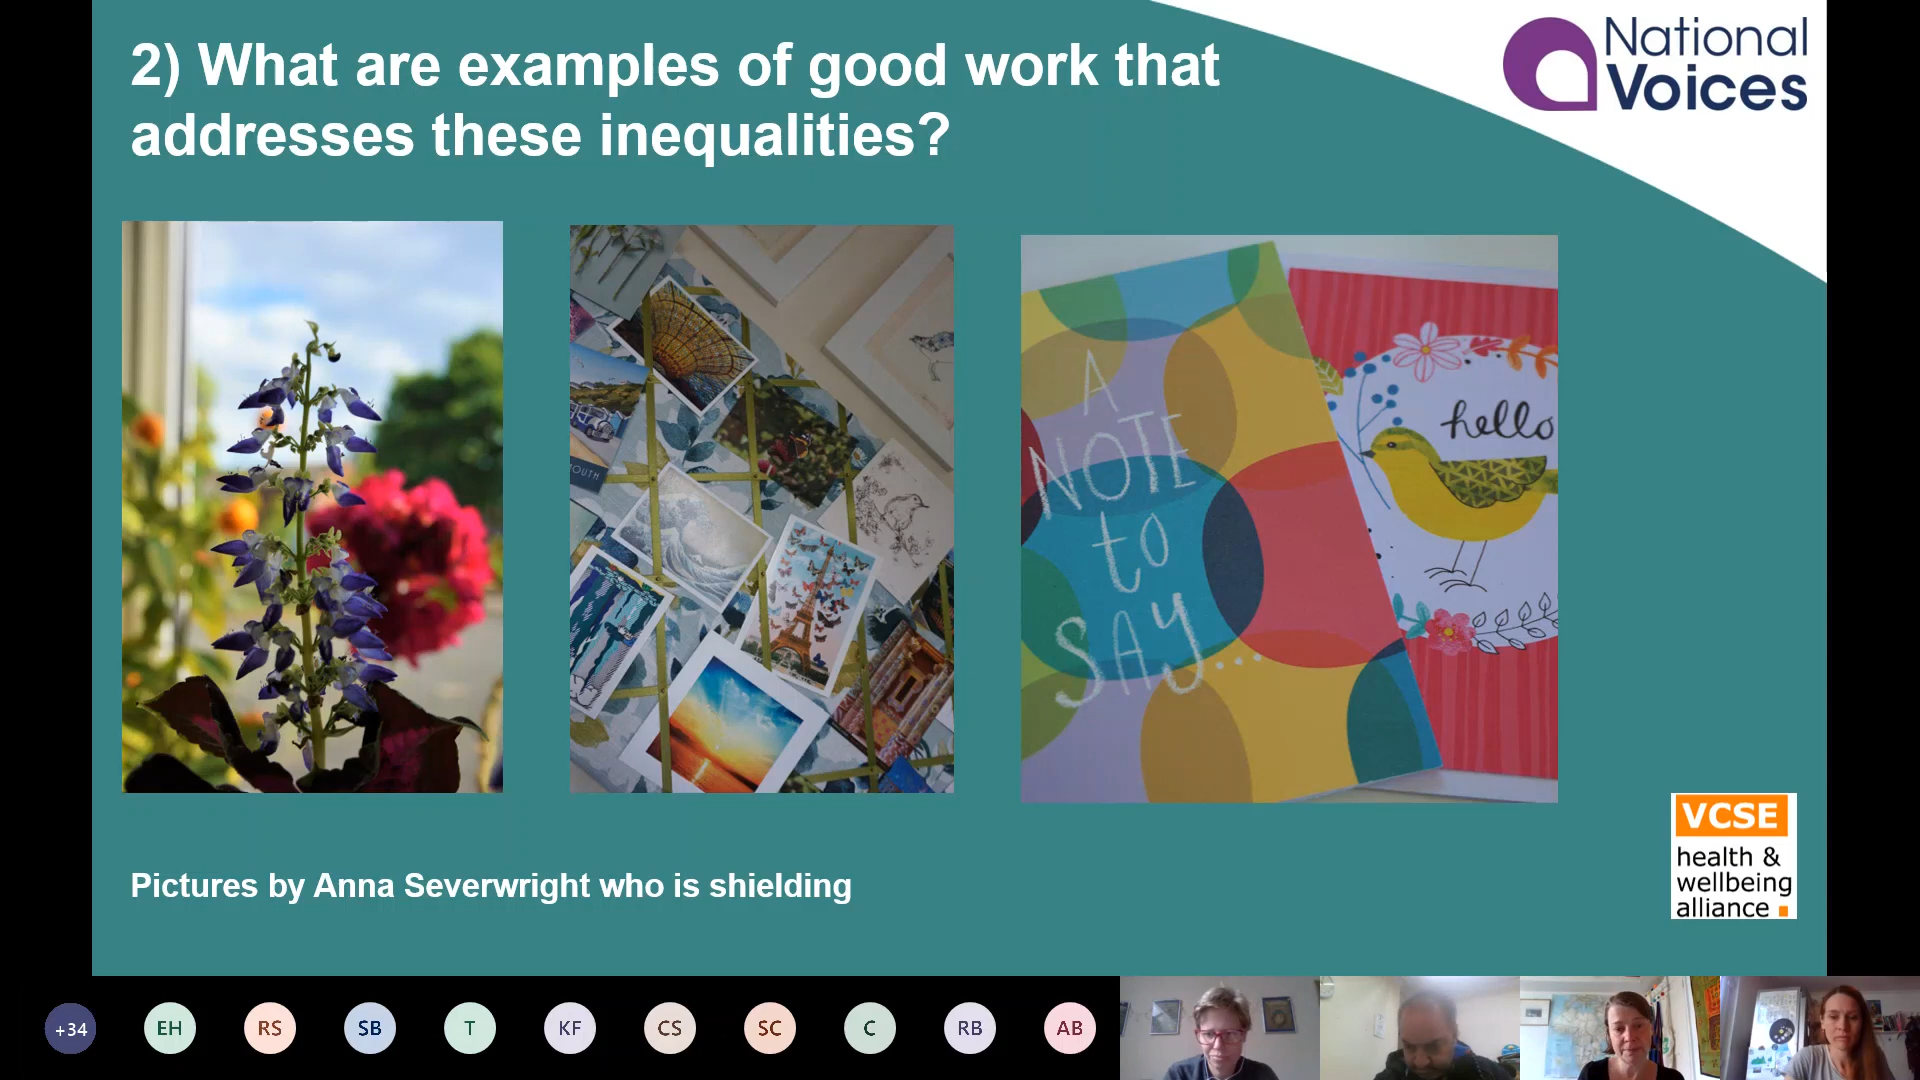 2) What are examples of good work that
addresses these inequalities?
National
Voices
MOUTH
A
NOTE
to
SAY....
hello
Pictures by Anna Severwright who is shielding
VCSE
health &
wellbeing
alliance
+34
EH
RS
SB
T
KF
CS
SC
C
RB
AB